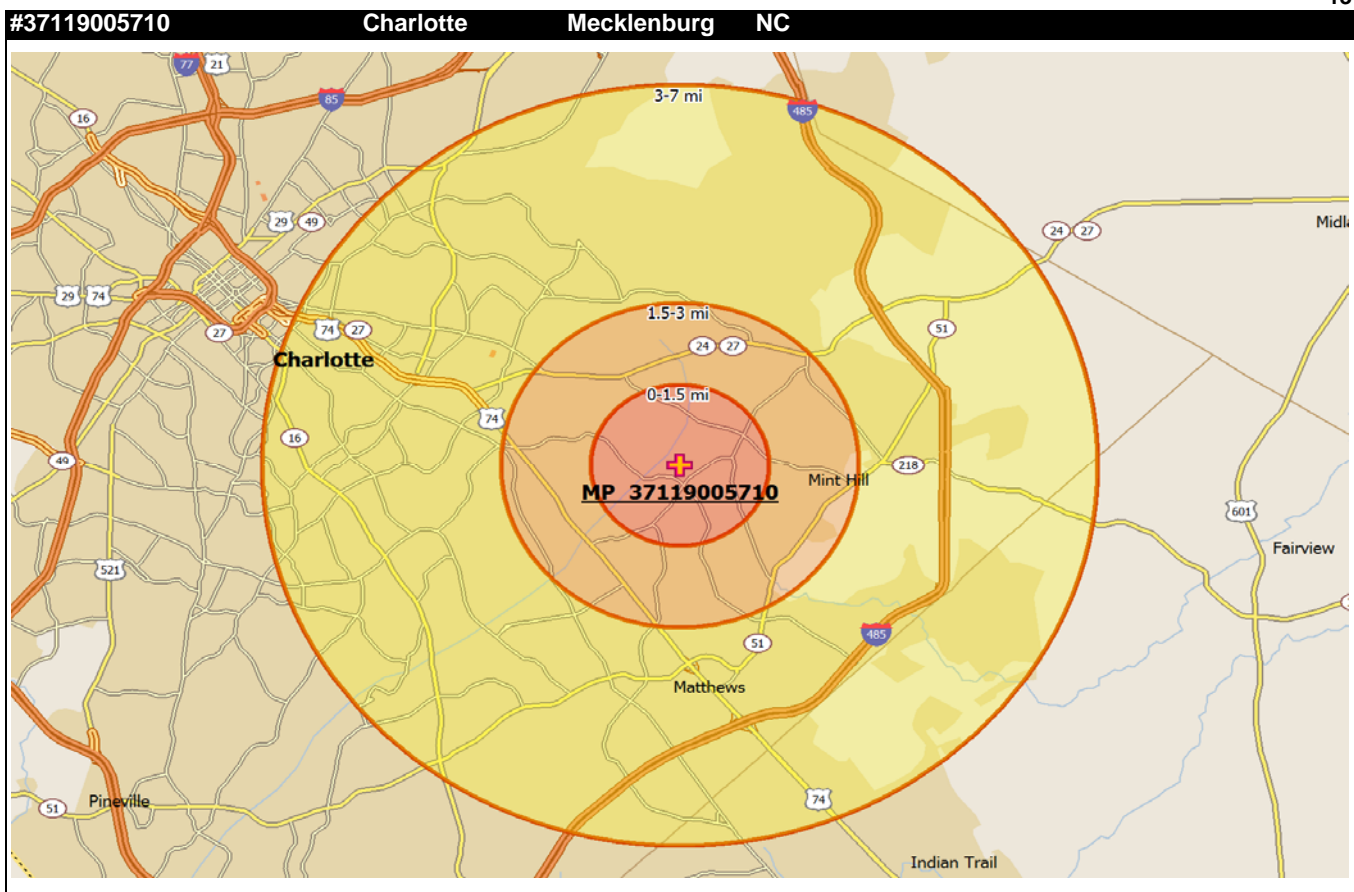 #37119005710 Charlotte Mecklenburg NC
77 21
3-7 mi
85
485
16
29 49
24 27
29 74
1.5-3 mi
27
74 27
51
24 27
Charlotte
0-1.5 mi
74
16
49
218
Mint Hill
MP 37119005710
601
Fairview
521
485
51
Matthews
74
51
Pineville
Indian Trail